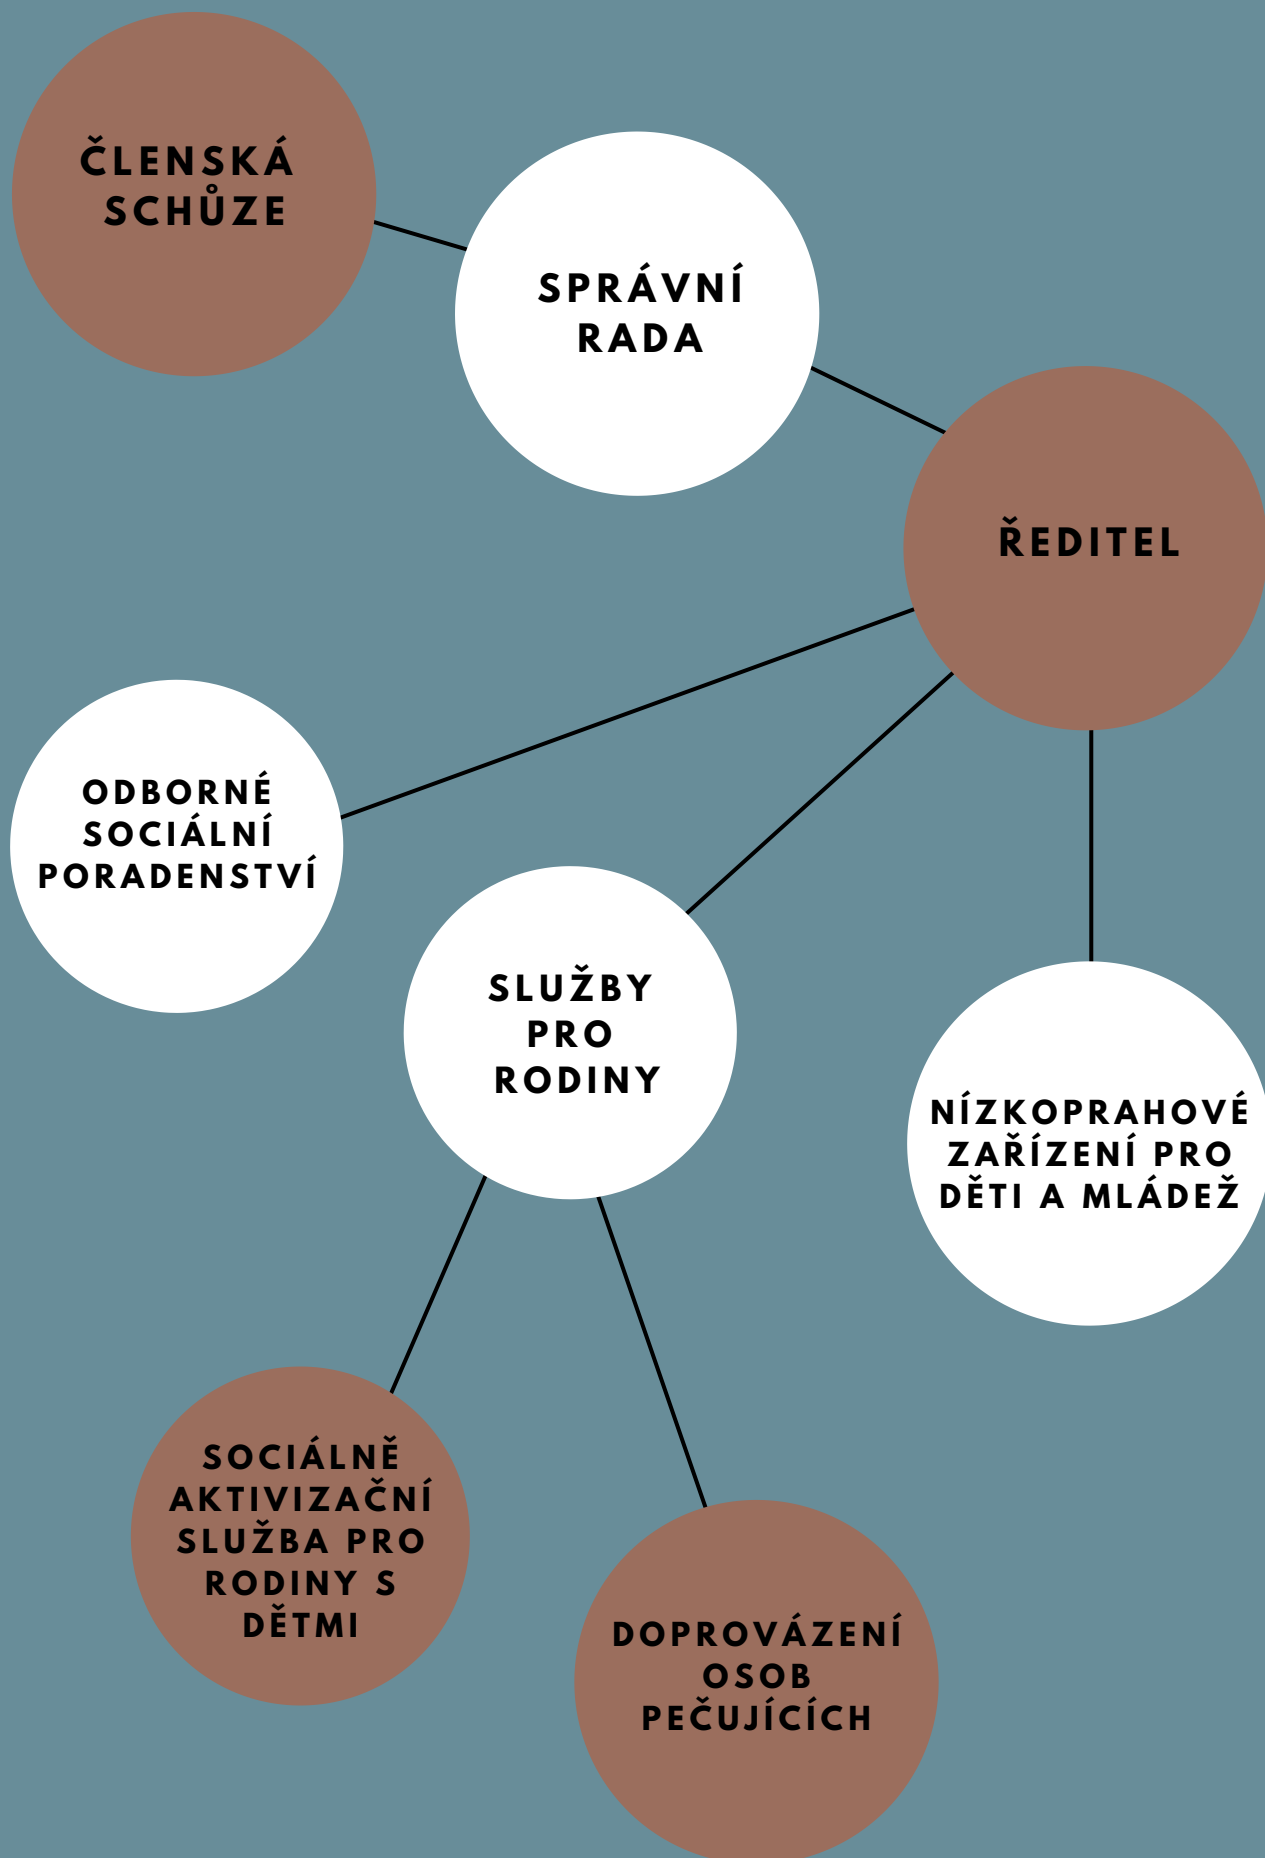 ČLENSKÁ
SCHŮZE
SPRÁVNÍ
RADA
ŘEDITEL
ODBORNÉ
SOCIÁLNÍ
PORADENSTVÍ
SLUŽBY
PRO
RODINY
NÍZKOPRAHOVÉ
ZAŘÍZENÍ PRO
DĚTI A MLÁDEŽ
SOCIÁLNĚ
AKTIVIZAČNÍ
SLUŽBA PRO
RODINY S
DĚTMI
DOPROVÁZENÍ
OSOB
PEČUJÍCÍCH